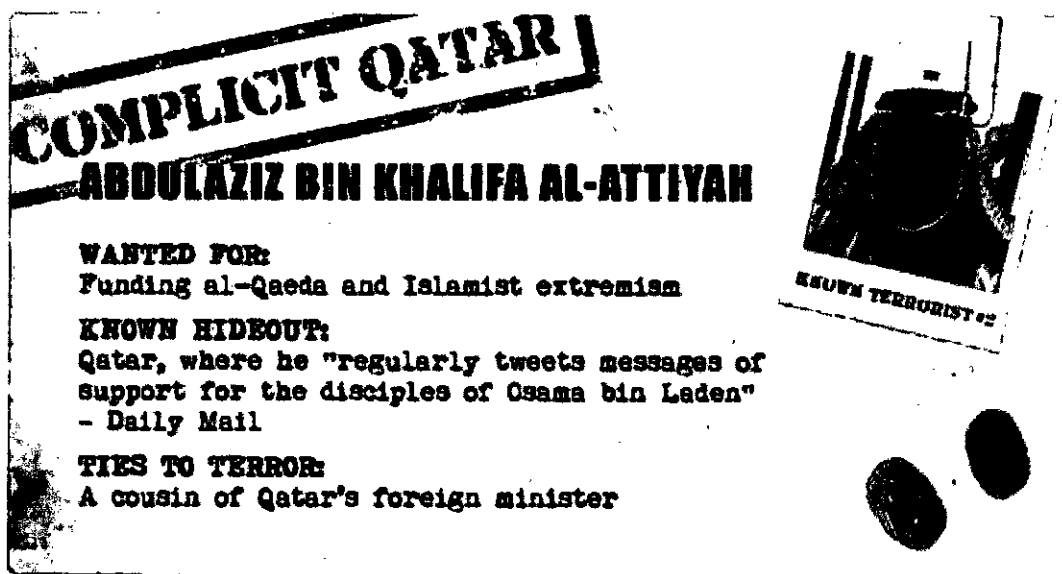 COMPLICIT QATAR
ABDULAZIZ BIN KHALIFA AL-ATTIYAH
WANTED FOR:
Funding al-Qaeda and Islamist extremism
KNOWN HIDEOUT:
Qatar, where he "regularly tweets messages of
support for the disciples of Osama bin Laden"
- Daily Mail
TIES TO TERROR:
A cousin of Qatar's foreign minister
KNOWN TERRORIST #2